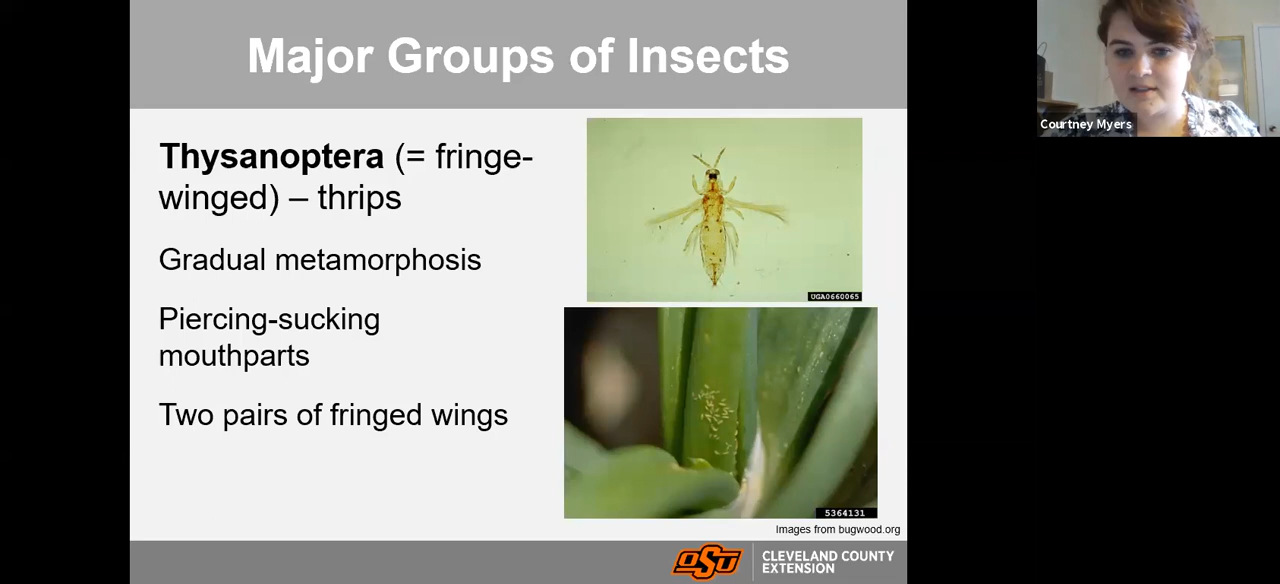 Major Groups of Insects
Thysanoptera (= fringe-
winged) – thrips
Gradual metamorphosis
Piercing-sucking
mouthparts
Two pairs of fringed wings
UGA0660065
5364131
Images from bugwood.org
OSU
CLEVELAND COUNTY
EXTENSION
Courtney Myers